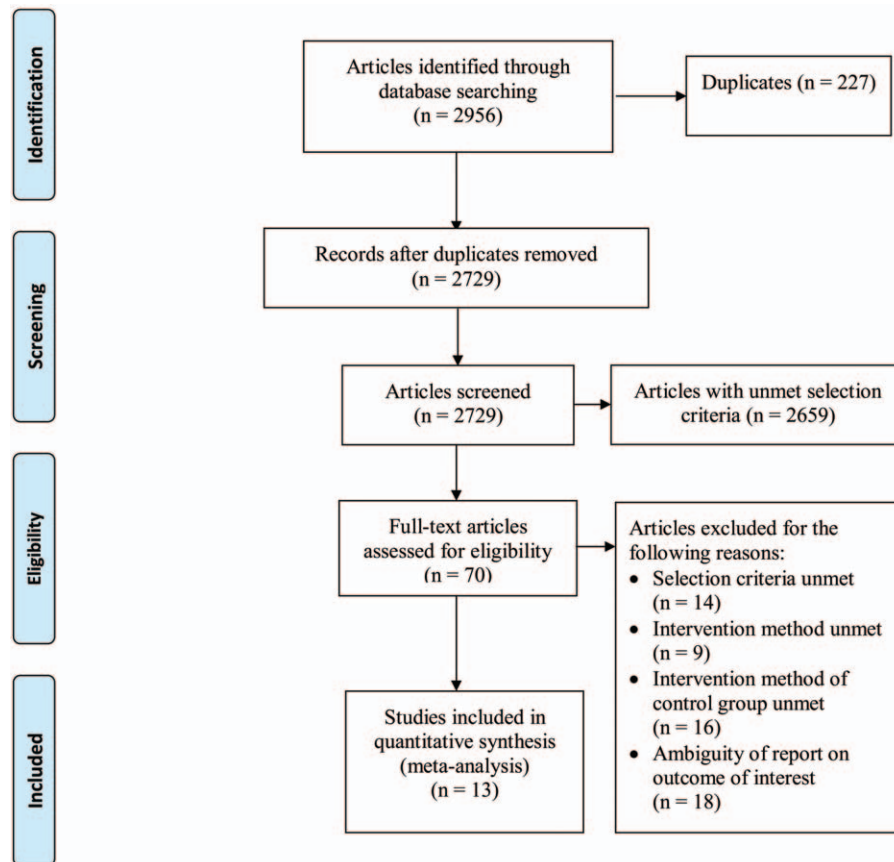 Identification
Articles identified through
database searching
(n = 2956)
Duplicates (n = 227)
Screening
Records after duplicates removed
(n = 2729)
Articles screened
(n = 2729)
Articles with unmet selection
criteria (n = 2659)
Eligibility
Full-text articles
assessed for eligibility
(n = 70)
Articles excluded for the
following reasons:
• Selection criteria unmet
(n = 14)
• Intervention method unmet
(n = 9)
• Intervention method of
control group unmet
(n = 16)
• Ambiguity of report on
outcome of interest
(n = 18)
Included
Studies included in
quantitative synthesis
(meta-analysis)
(n = 13)